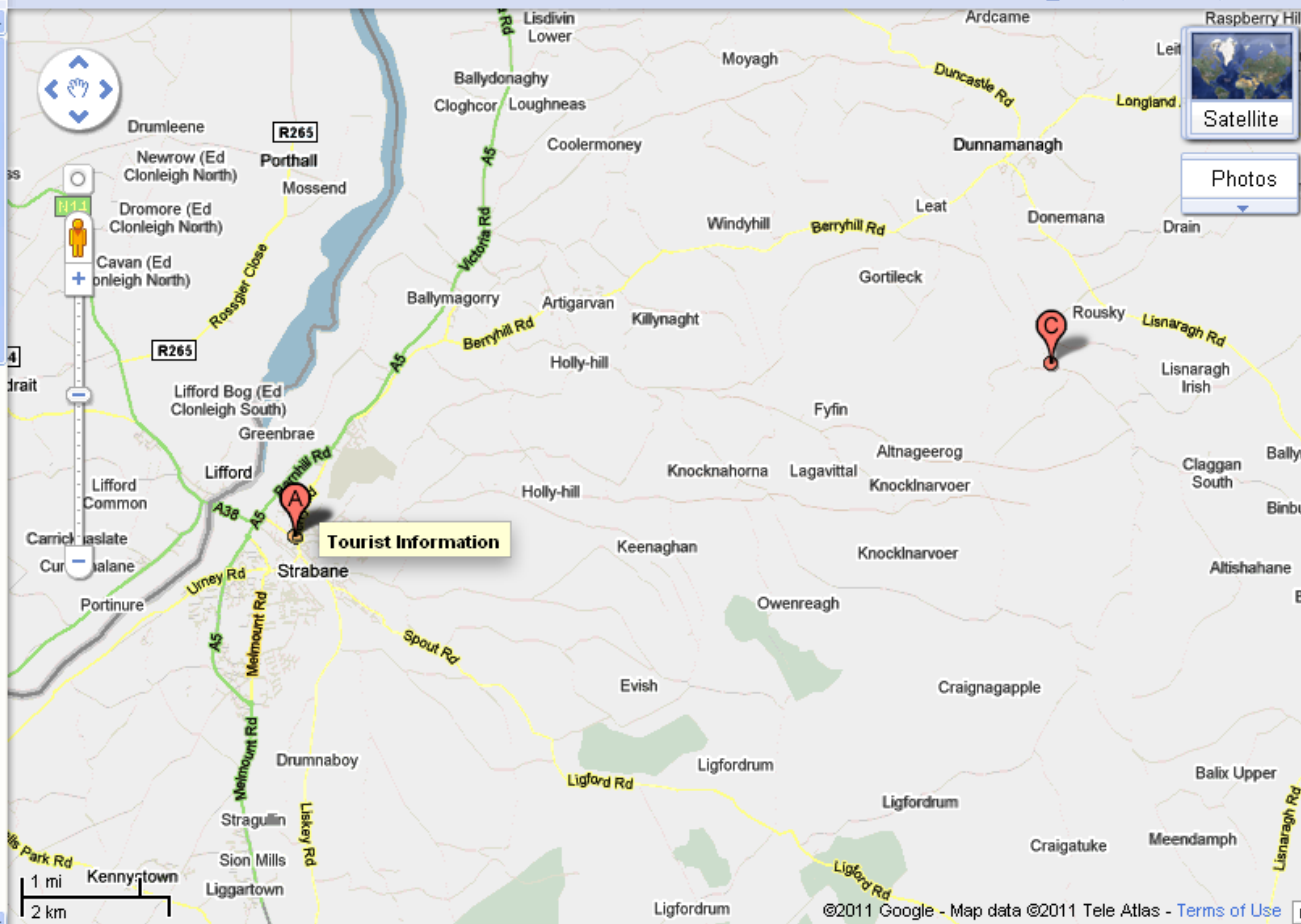 Lisdivin
Lower
Ardcame
Raspberry Hil
Moyagh
Ballydonaghy
Duncastle Rd
Cloghcor
Loughneas
Longland
Satellite
Drumleene
R265
Coolermoney
Dunnamanagh
Newrow (Ed
Clonleigh North)
Porthall
A5
Mossend
Photos
N14
Dromore (Ed
Clonleigh North)
Leat
Donemana
Windyhill
Berryhill Rd
Drain
Victoria Rd
Cavan (Ed
onleigh North)
Rossgier Close
Gortileck
Ballymagorry
Artigarvan
Killynaght
C
Rousky
Lisnaragh Rd
Berryhill Rd
R265
A5
Holly-hill
Lisnaragh
Irish
drait
Lifford Bog (Ed
Clonleigh South)
Fyfin
Greenbrae
Altnageerog
Lifford
Knocknahorna
Lagavittal
Claggan
South
Knocklnarvoer
Lifford
Common
Holly-hill
A
A38
A5
Tourist Information
Keenaghan
Knocklnarvoer
Altishahane
Strabane
Urney Rd
Portinure
Owenreagh
Melmount Rd
A5
Spout Rd
Evish
Craignagapple
Melmount Rd
Drumnaboy
Ligford Rd
Ligfordrum
Balix Upper
Ligfordrum
Stragullin
Liskey Rd
Lisnaragh Rd
Craigatuke
Meendamph
Park Rd
Sion Mills
Kennystown
Ligford Rd
1 mi
2 km
Liggartown
Ligfordrum
©2011 Google - Map data ©2011 Tele Atlas - Terms of Use